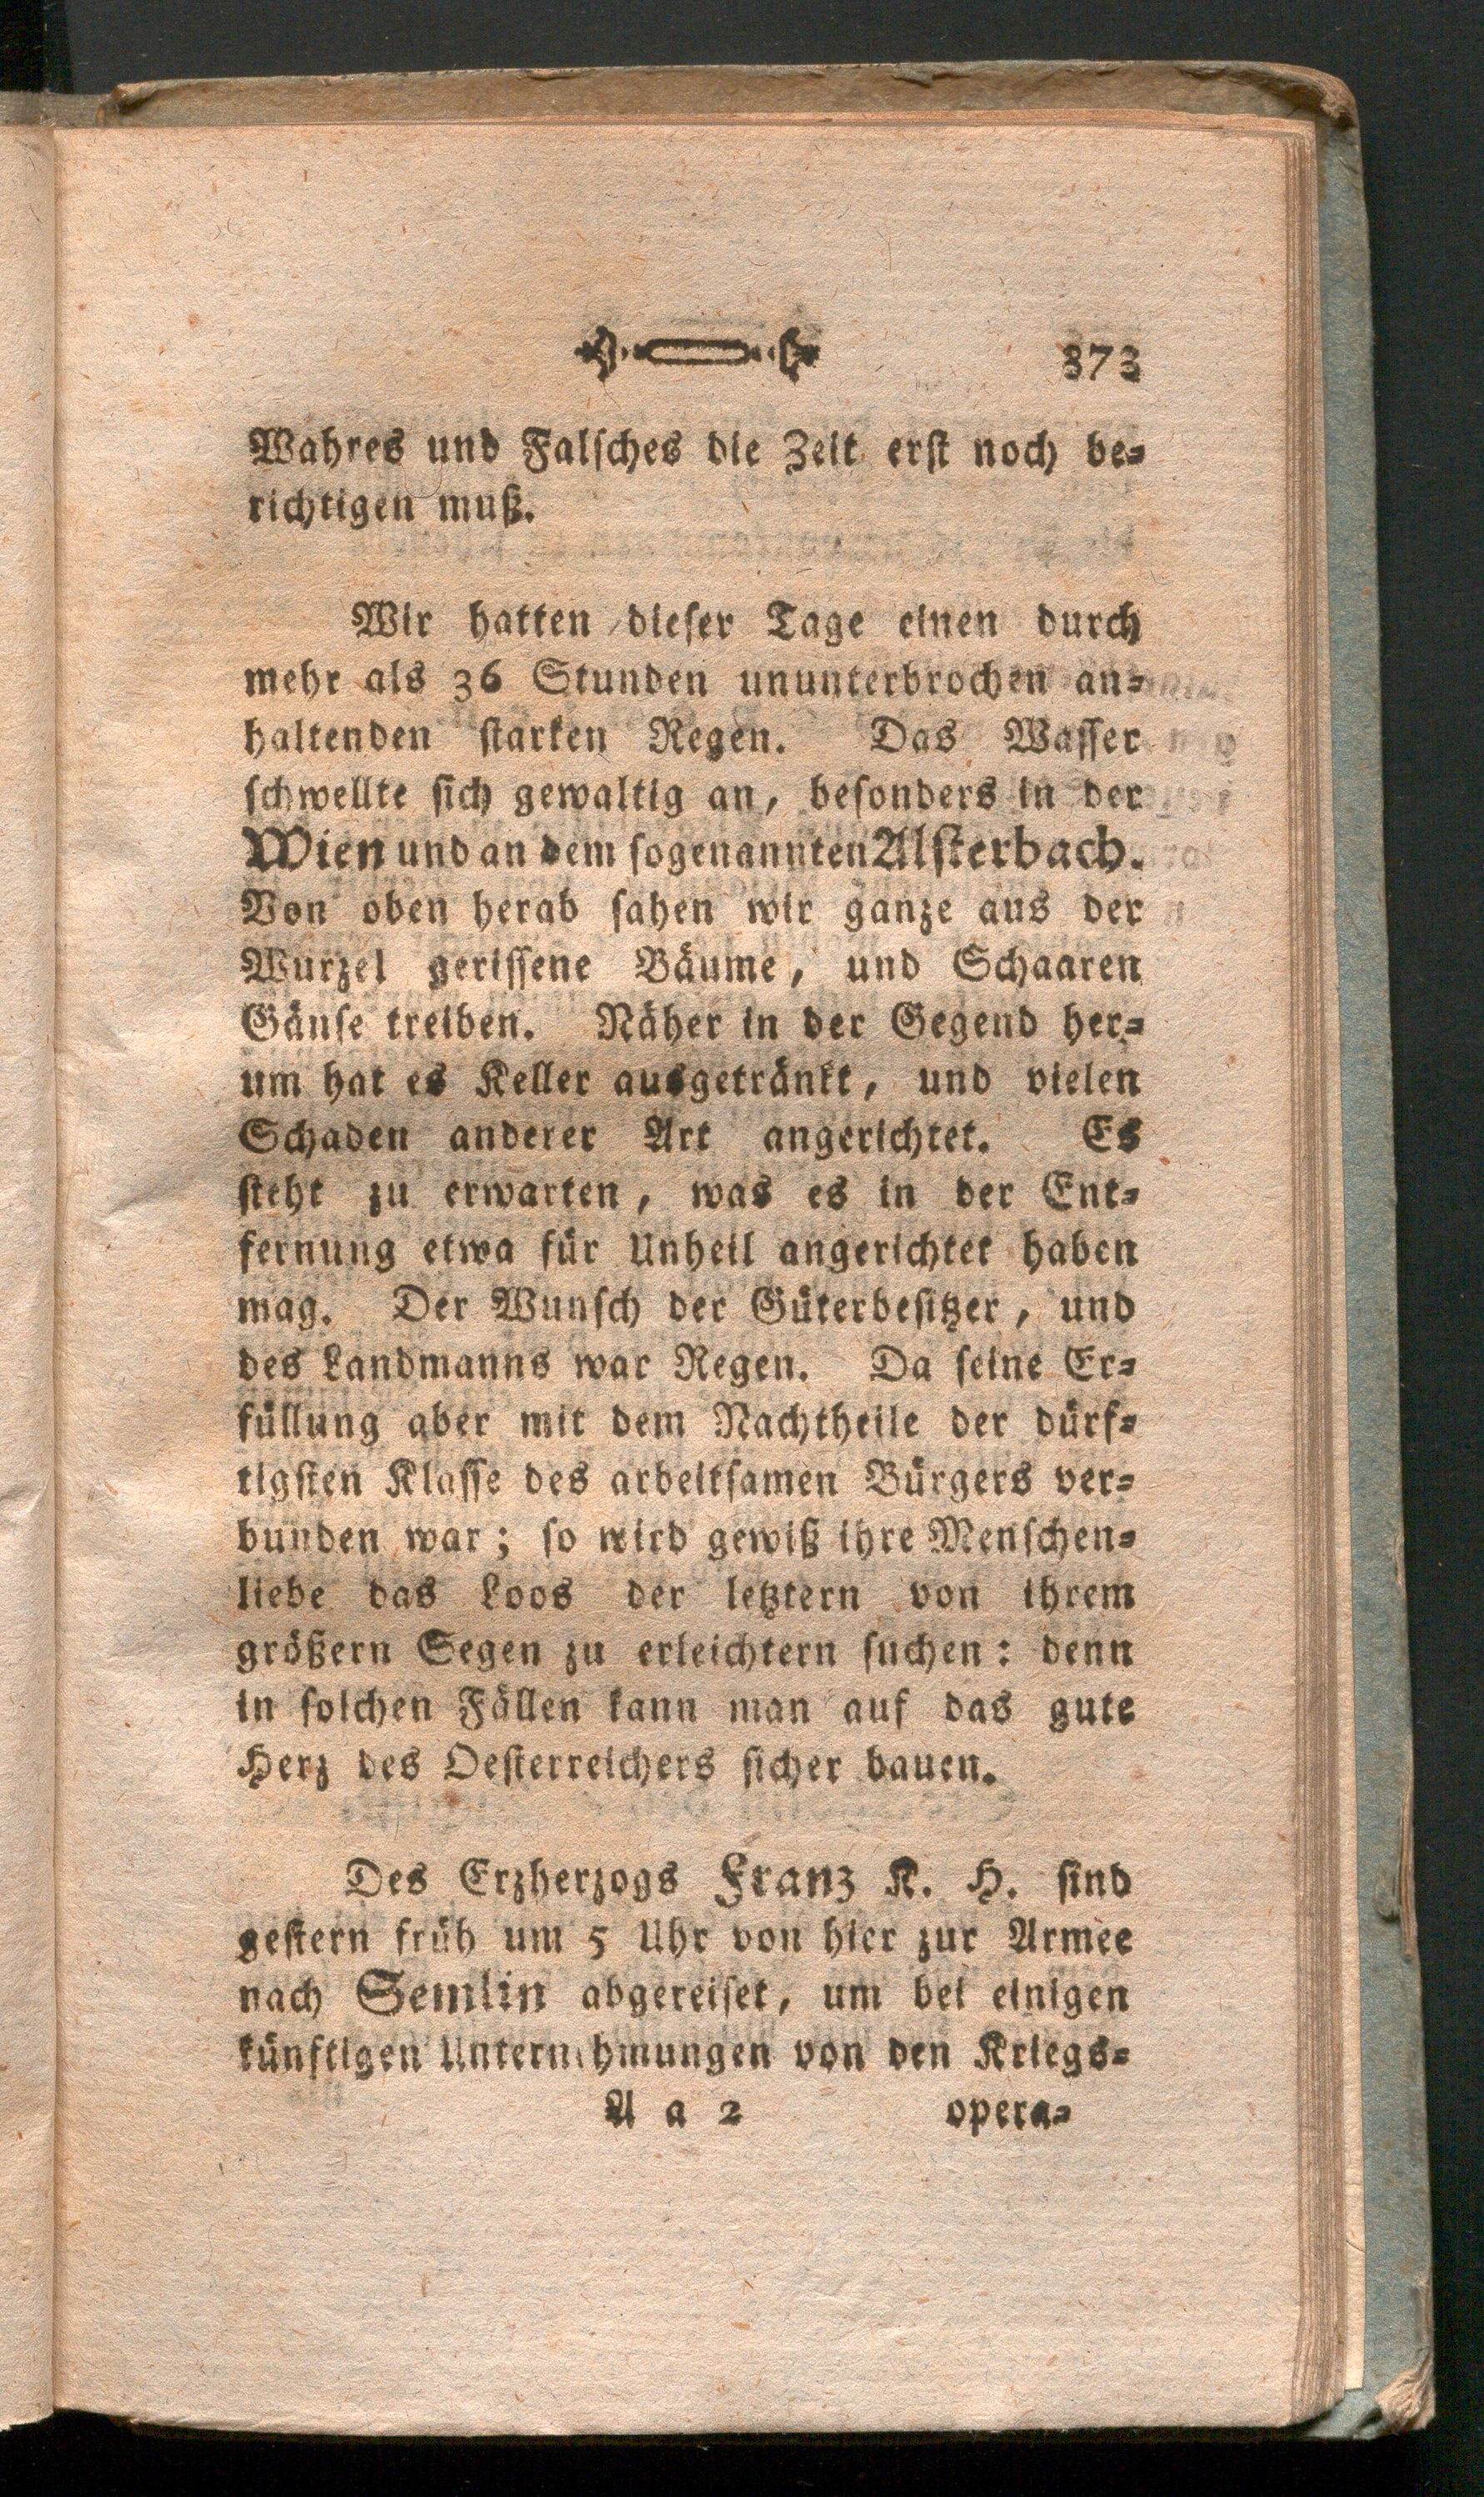 373
Wahres und Falsches die Zeit erst noch be-
richtigen muß.
Wir hatten dieser Tage einen durch
mehr als 36 Stunden ununterbrochen an-
haltenden starken Regen. Das Wasser
schwellte sich gewaltig an, besonders in der
Wien und an dem sogenannten Alsterbach.
Von oben herab sahen wir ganze aus der
Wurzel gerissene Bäume, und Schaaren
Gänse treiben. Näher in der Gegend her-
um hat es Keller ausgetränkt, und vielen
Schaden anderer Art angerichtet. Es
steht zu erwarten, was es in der Ent-
fernung etwa für Unheil angerichtet haben
mag. Der Wunsch der Güterbesitzer, und
des Landmanns war Regen. Da seine Er-
füllung aber mit dem Nachtheile der dürf-
tigsten Klasse des arbeitsamen Bürgers ver-
bunden war; so wird gewiß ihre Menschen-
liebe das Loos der letztern von ihrem
größern Segen zu erleichtern suchen: denn
in solchen Fällen kann man auf das gute
Herz des Oesterreichers sicher bauen.
Des Erzherzogs Franz K. H. sind
gestern früh um 5 Uhr von hier zur Armee
nach Semlin abgereiset, um bei einigen
künftigen Unternehmungen von den Kriegs-
A a 2 opera-